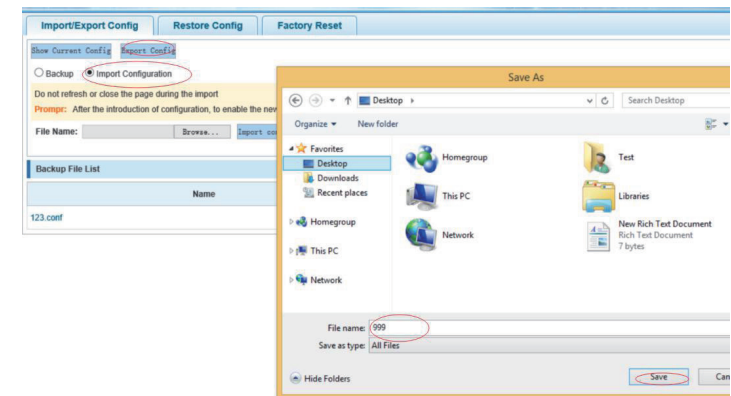 Import/Export Config
Restore Config
Factory Reset
Show Current Config
Export Config
Backup
Import Configuration
Do not refresh or close the page during the import
Prompr: After the introduction of configuration, to enable the new
File Name:
Browse...
Import con
Backup File List
Name
123.conf
Save As
Desktop
Search Desktop
Organize
New folder
Favorites
Desktop
Downloads
Recent places
Homegroup
This PC
Network
Homegroup
Test
This PC
Libraries
Network
New Rich Text Document
Rich Text Document
7 bytes
File name: 999
Save as type: All Files
Hide Folders
Save
Can